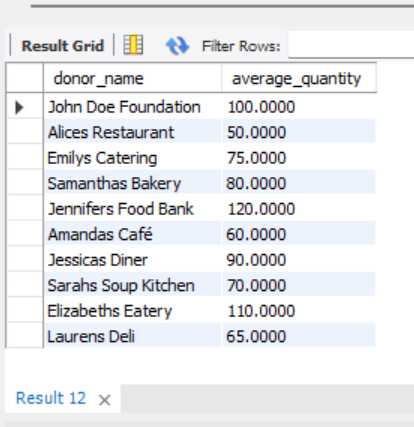 Result Grid Filter Rows:
donor_name average_quantity
John Doe Foundation 100.0000
Alices Restaurant 50.0000
Emilys Catering 75.0000
Samanthas Bakery 80.0000
Jennifers Food Bank 120.0000
Amandas Café 60.0000
Jessicas Diner 90.0000
Sarahs Soup Kitchen 70.0000
Elizabeths Eatery 110.0000
Laurens Deli 65.0000
Result 12 ×